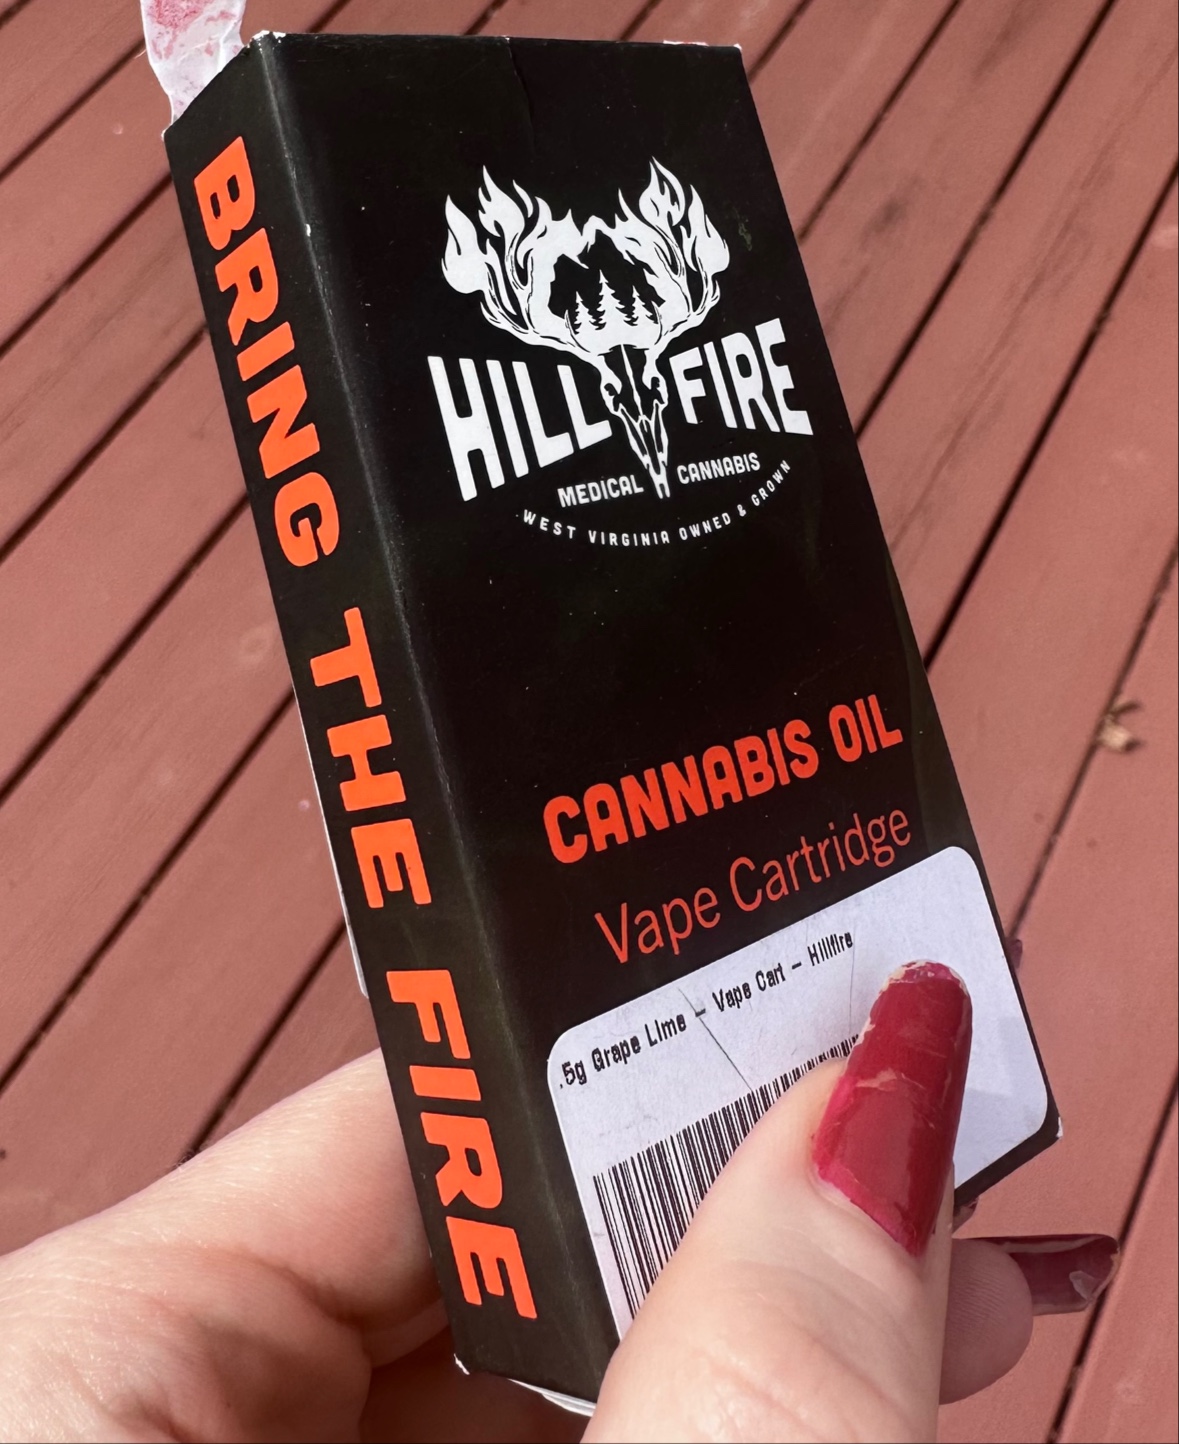 BRING THE FIRE
HILL FIRE
MEDICAL CANNABIS
WEST VIRGINIA OWNED & GROWN
CANNABIS OIL
Vape Cartridge
.5g Grape Lime – Vape Cart – Hillfire